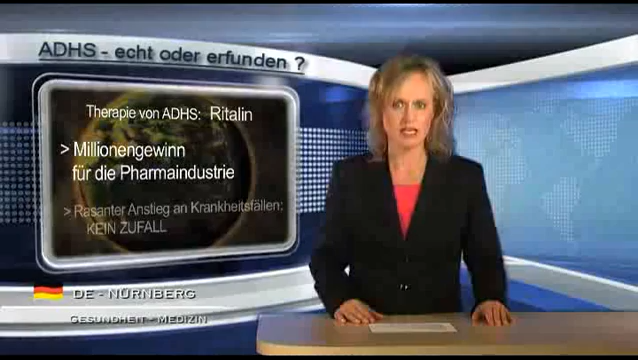 ADHS - echt oder erfunden ?
Therapie von ADHS: Ritalin
> Millionengewinn
für die Pharmaindustrie
> Rasanter Anstieg an Krankheitsfällen:
KEIN ZUFALL
DE - NÜRNBERG
GESUNDHEIT - MEDIZIN